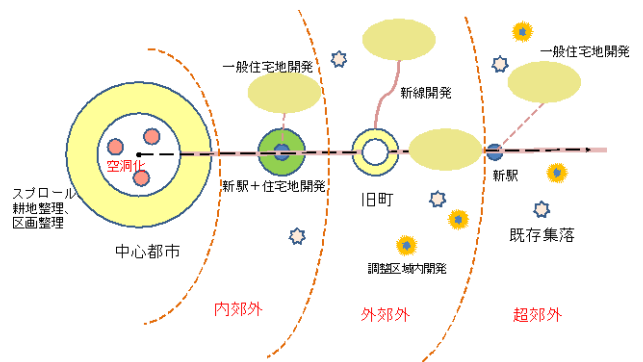 一般住宅地開発
一般住宅地開発
新線開発
空洞化
新駅
スプロール、
耕地整理、
区画整理
新駅＋住宅地開発
旧町
中心都市
既存集落
調整区域内開発
内郊外
外郊外
超郊外